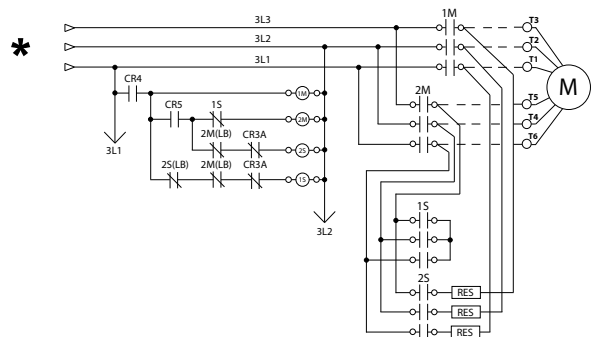 3L3 1M T3
* 3L2 T2
3L1 T1
CR4 2M M
1M T5
CR5 1S 2M T4
2M(LB) CR3A T6
3L1 2S
2S(LB) 2M(LB) CR3A
1S
1S
3L2
2S
RES
RES
RES